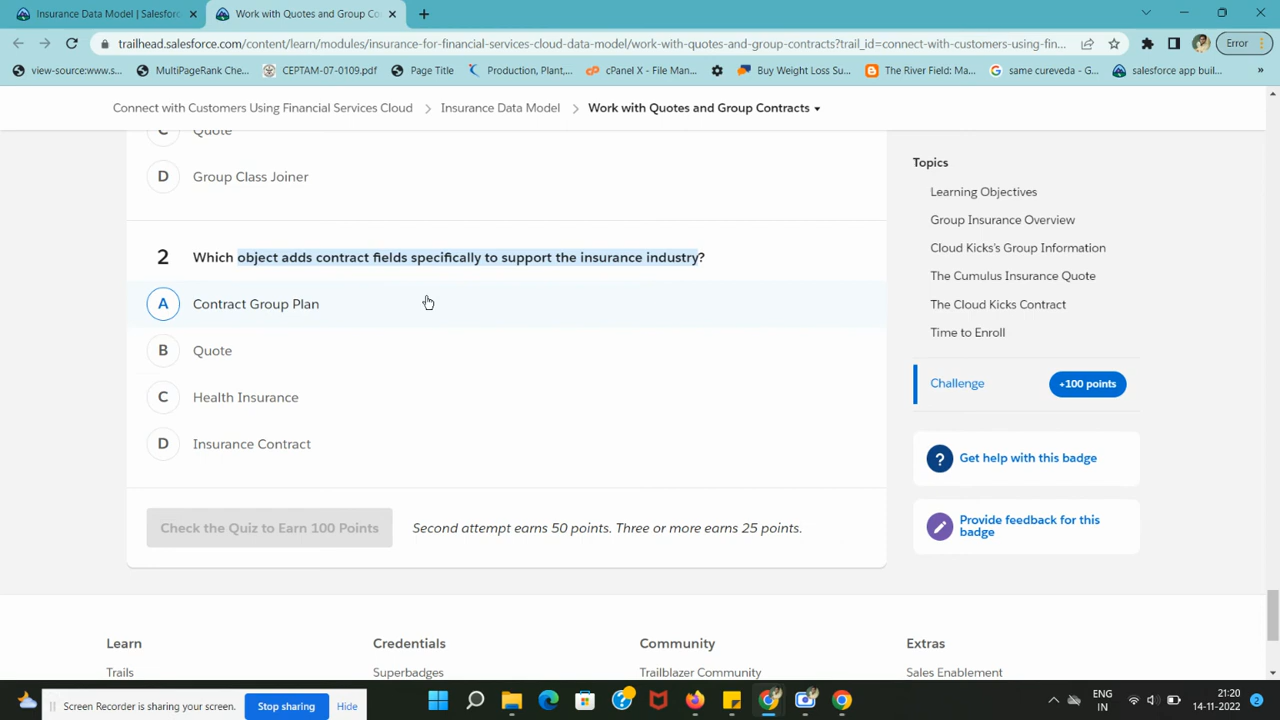 Insurance Data Model | Salesforc
Work with Quotes and Group Co
trailhead.salesforce.com/content/learn/modules/insurance-for-financial-services-cloud-data-model/work-with-quotes-and-group-contracts?trail_id=connect-with-customers-using-fin...
Error
view-source:www.s...
MultiPageRank Che...
CEPTAM-07-0109.pdf
Page Title
Production, Plant,...
cPanel X - File Man...
Buy Weight Loss Su...
The River Field: Ma...
same cureveda - G...
salesforce app buil...
Connect with Customers Using Financial Services Cloud
Insurance Data Model
Work with Quotes and Group Contracts
C Quote
D Group Class Joiner
2 Which object adds contract fields specifically to support the insurance industry?
A Contract Group Plan
B Quote
C Health Insurance
D Insurance Contract
Check the Quiz to Earn 100 Points
Second attempt earns 50 points. Three or more earns 25 points.
Topics
Learning Objectives
Group Insurance Overview
Cloud Kicks's Group Information
The Cumulus Insurance Quote
The Cloud Kicks Contract
Time to Enroll
Challenge
+100 points
Get help with this badge
Provide feedback for this
badge
Learn
Credentials
Community
Extras
Trails
Superbadges
Trailblazer Community
Sales Enablement
Screen Recorder is sharing your screen.
Stop sharing
Hide
ENG
IN
21:20
14-11-2022
2